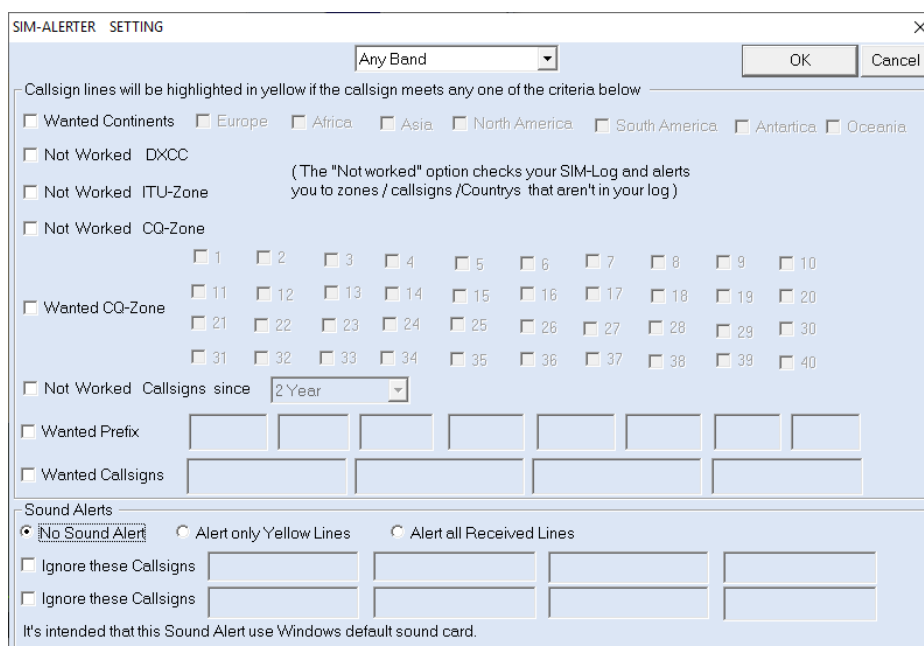 SIM-ALERTER SETTING
Any Band
OK
Cancel
Callsign lines will be highlighted in yellow if the callsign meets any one of the criteria below
Wanted Continents Europe Africa Asia North America South America Antartica Oceania
Not Worked DXCC
( The "Not worked" option checks your SIM-Log and alerts
Not Worked ITU-Zone
you to zones / callsigns /Countrys that aren't in your log )
Not Worked CQ-Zone
1 2 3 4 5 6 7 8 9 10
11 12 13 14 15 16 17 18 19 20
Wanted CQ-Zone
21 22 23 24 25 26 27 28 29 30
31 32 33 34 35 36 37 38 39 40
Not Worked Callsigns since 2 Year
Wanted Prefix
Wanted Callsigns
Sound Alerts
No Sound Alert Alert only Yellow Lines Alert all Received Lines
Ignore these Callsigns
Ignore these Callsigns
It's intended that this Sound Alert use Windows default sound card.